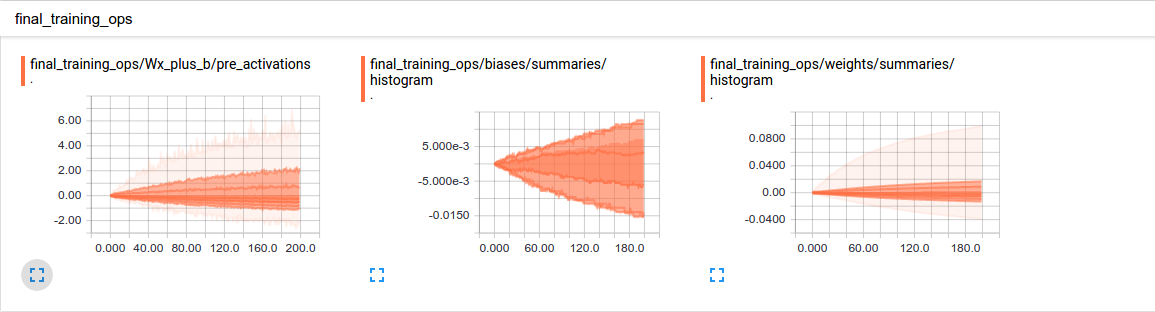 final_training_ops
final_training_ops/Wx_plus_b/pre_activations
.
6.00
4.00
2.00
0.00
-2.00
0.000 40.00 80.00 120.0 160.0 200.0
final_training_ops/biases/summaries/
histogram
.
5.000e-3
-5.000e-3
-0.0150
0.000 60.00 120.0 180.0
final_training_ops/weights/summaries/
histogram
.
0.0800
0.0400
0.00
-0.0400
0.000 60.00 120.0 180.0